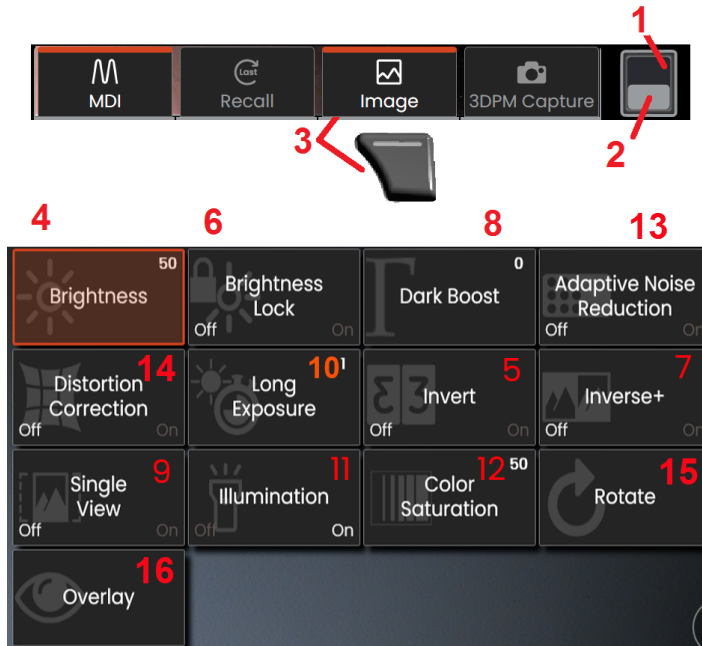 1
MDI
Last
Recall
Image
3DPM Capture
3
2
4
6
8
13
50
Brightness
Brightness
Lock
Off On
0
Dark Boost
Adaptive Noise
Reduction
Off On
14
Distortion
Correction
Off On
10 1
Long
Exposure
5
Invert
Off On
7
Inverse+
Off On
9
Single
View
Off On
11
Illumination
Off On
12 50
Color
Saturation
15
Rotate
16
Overlay